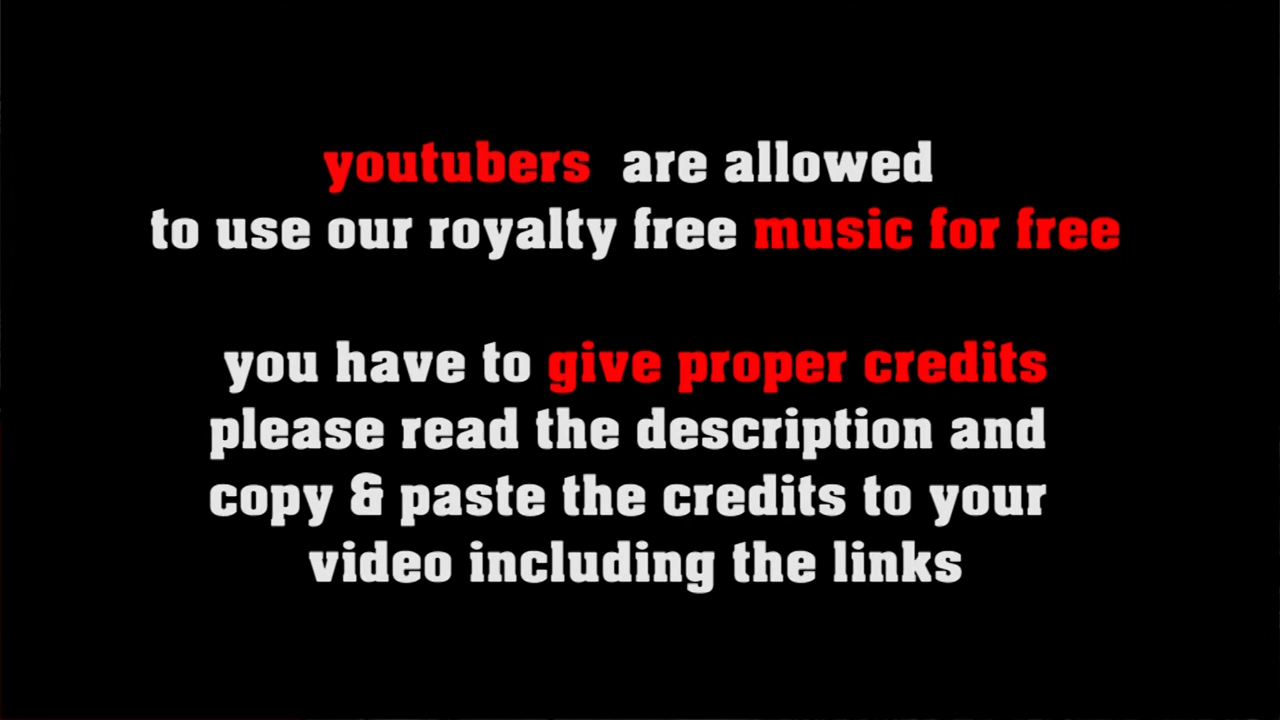 youtubers are allowed
to use our royalty free music for free
you have to give proper credits
please read the description and
copy & paste the credits to your
video including the links